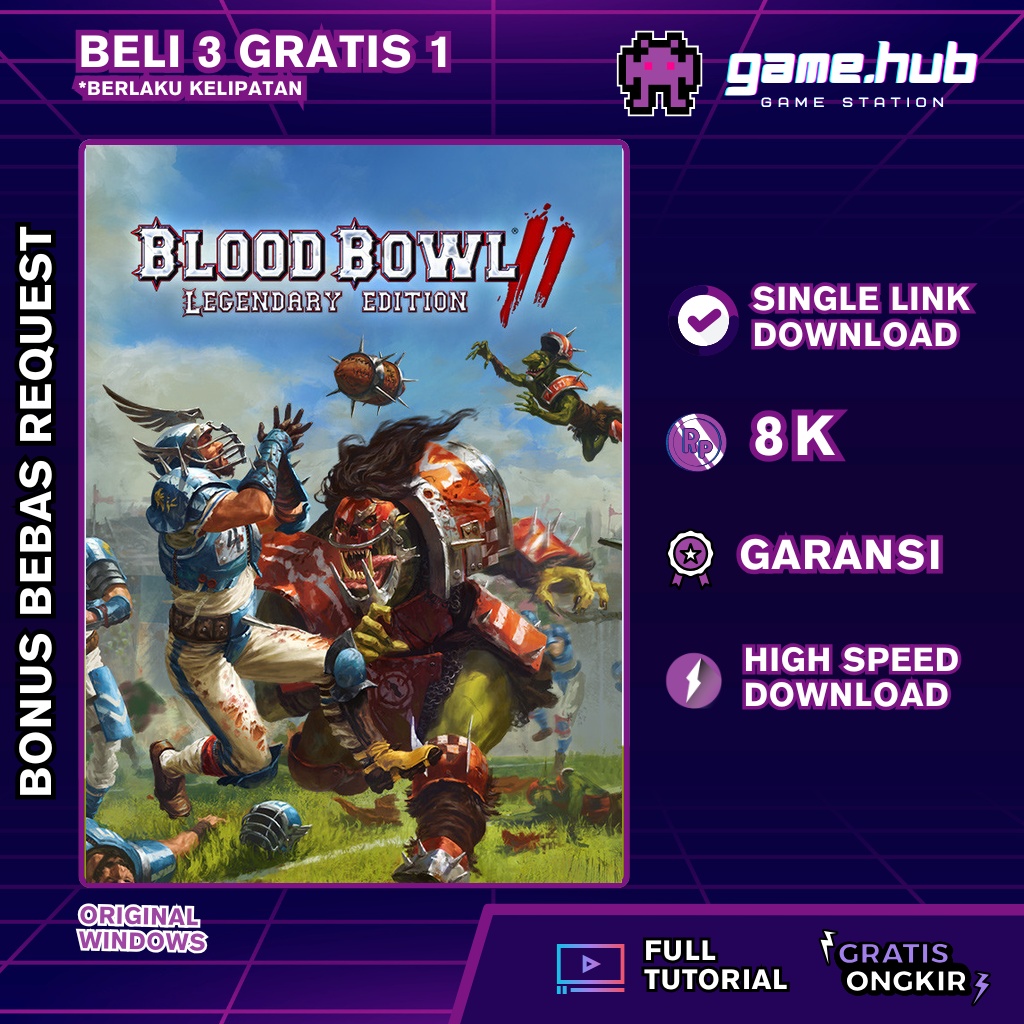 BELI 3 GRATIS 1
*BERLAKU KELIPATAN
game.hub
GAME STATION
BONUS BEBAS REQUEST
BLOOD BOWL II
LEGENDARY EDITION
SINGLE LINK
DOWNLOAD
RP
8K
GARANSI
HIGH SPEED
DOWNLOAD
ORIGINAL
WINDOWS
FULL
TUTORIAL
GRATIS
ONGKIR